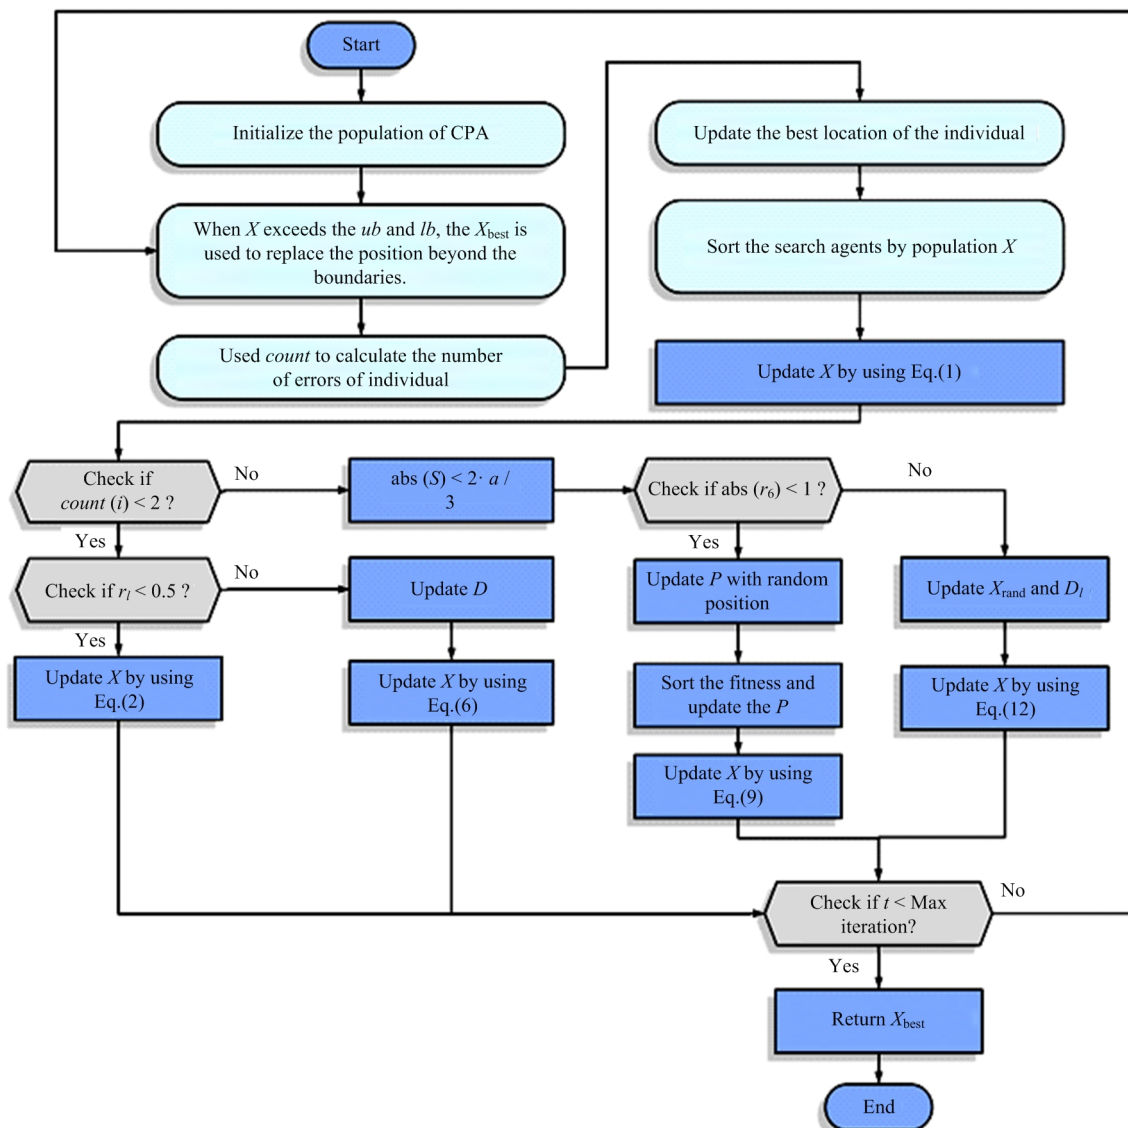 Start
Initialize the population of CPA
When X exceeds the ub and lb, the Xbest is
used to replace the position beyond the
boundaries.
Used count to calculate the number
of errors of individual
Update the best location of the individual
Sort the search agents by population X
Update X by using Eq.(1)
Check if
count (i) < 2 ?
No
abs (S) < 2· a /
3
Check if abs (r6) < 1 ?
No
Yes
Check if rl < 0.5 ?
No
Update D
Yes
Update P with random
position
Update Xrand and Dl
Yes
Update X by using
Eq.(2)
Update X by using
Eq.(6)
Sort the fitness and
update the P
Update X by using
Eq.(12)
Update X by using
Eq.(9)
Check if t < Max
iteration?
No
Yes
Return Xbest
End